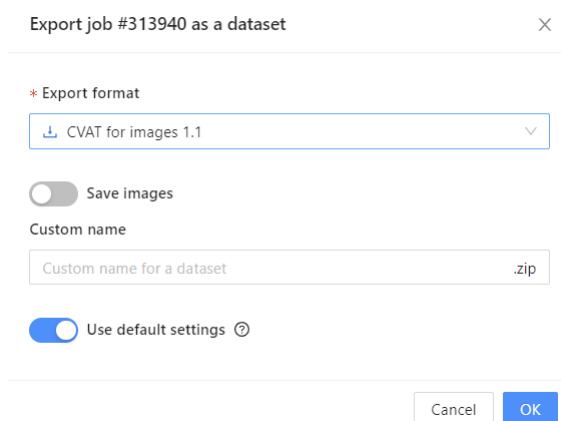 Export job #313940 as a dataset
* Export format
CVAT for images 1.1
Save images
Custom name
Custom name for a dataset .zip
Use default settings
Cancel OK